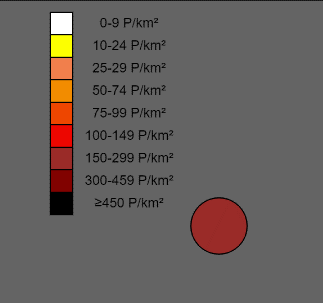 0-9 P/km²
10-24 P/km²
25-29 P/km²
50-74 P/km²
75-99 P/km²
100-149 P/km²
150-299 P/km²
300-459 P/km²
≥450 P/km²